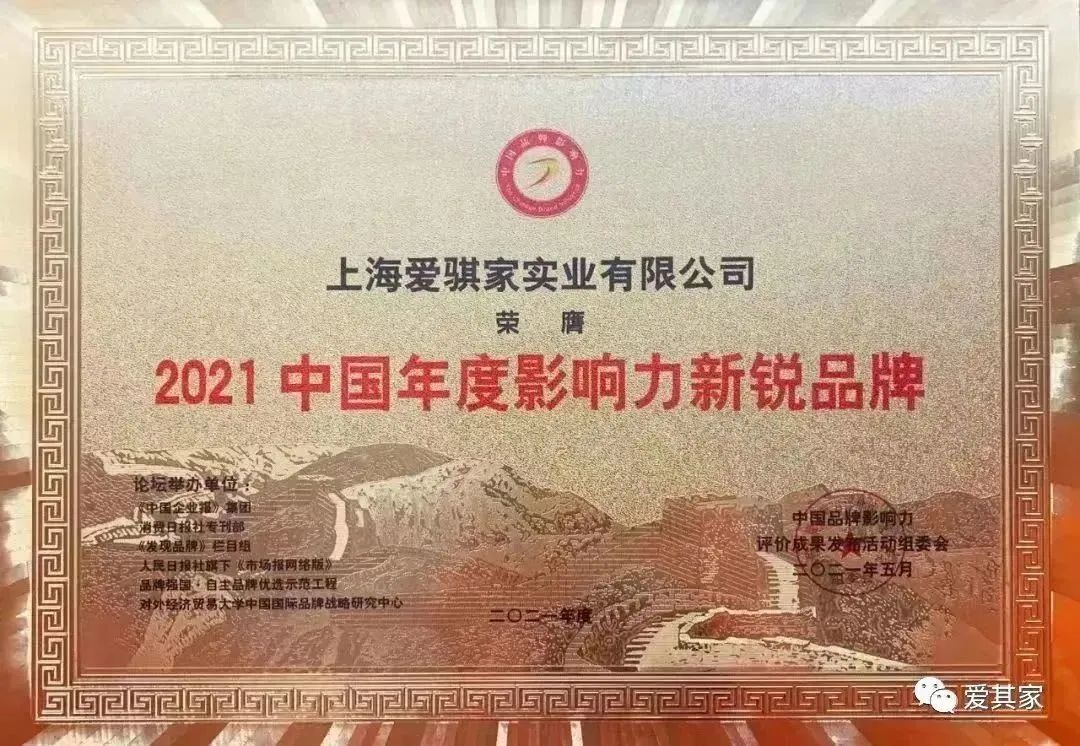 中国品牌影响力
上海爱骐家实业有限公司
荣 膺
2021 中国年度影响力新锐品牌
论坛举办单位：
《中国企业报》集团
消费日报社专刊部
《发现品牌》栏目组
人民日报社旗下《市场报网络版》
品牌强国·自主品牌优选示范工程
对外经济贸易大学中国国际品牌战略研究中心
二〇二一年度
中国品牌影响力
评价成果发布活动组委会
二〇二一年五月
爱其家